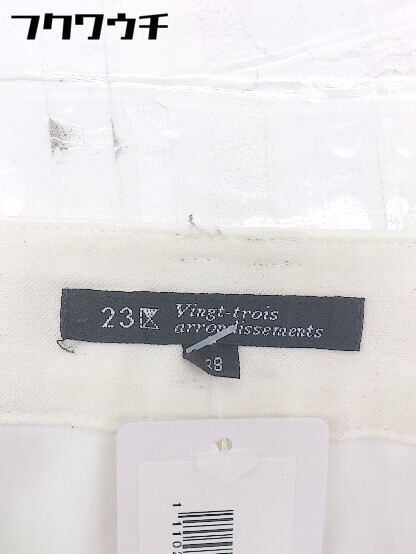 フクワウチ
23区 Vingt-trois
arrondissements
38